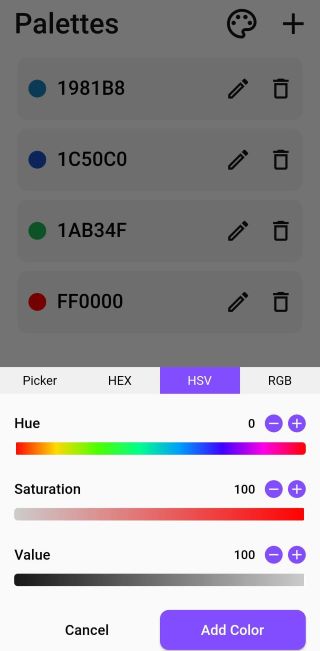 Palettes
1981B8
1C50C0
1AB34F
FF0000
Picker HEX HSV RGB
Hue 0
Saturation 100
Value 100
Cancel Add Color